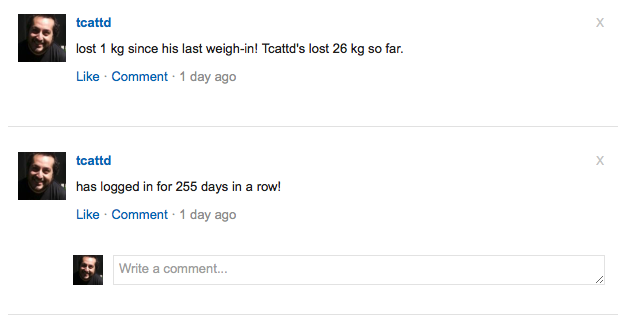 tcattd X
lost 1 kg since his last weigh-in! Tcattd's lost 26 kg so far.
Like · Comment · 1 day ago
tcattd X
has logged in for 255 days in a row!
Like · Comment · 1 day ago
Write a comment...